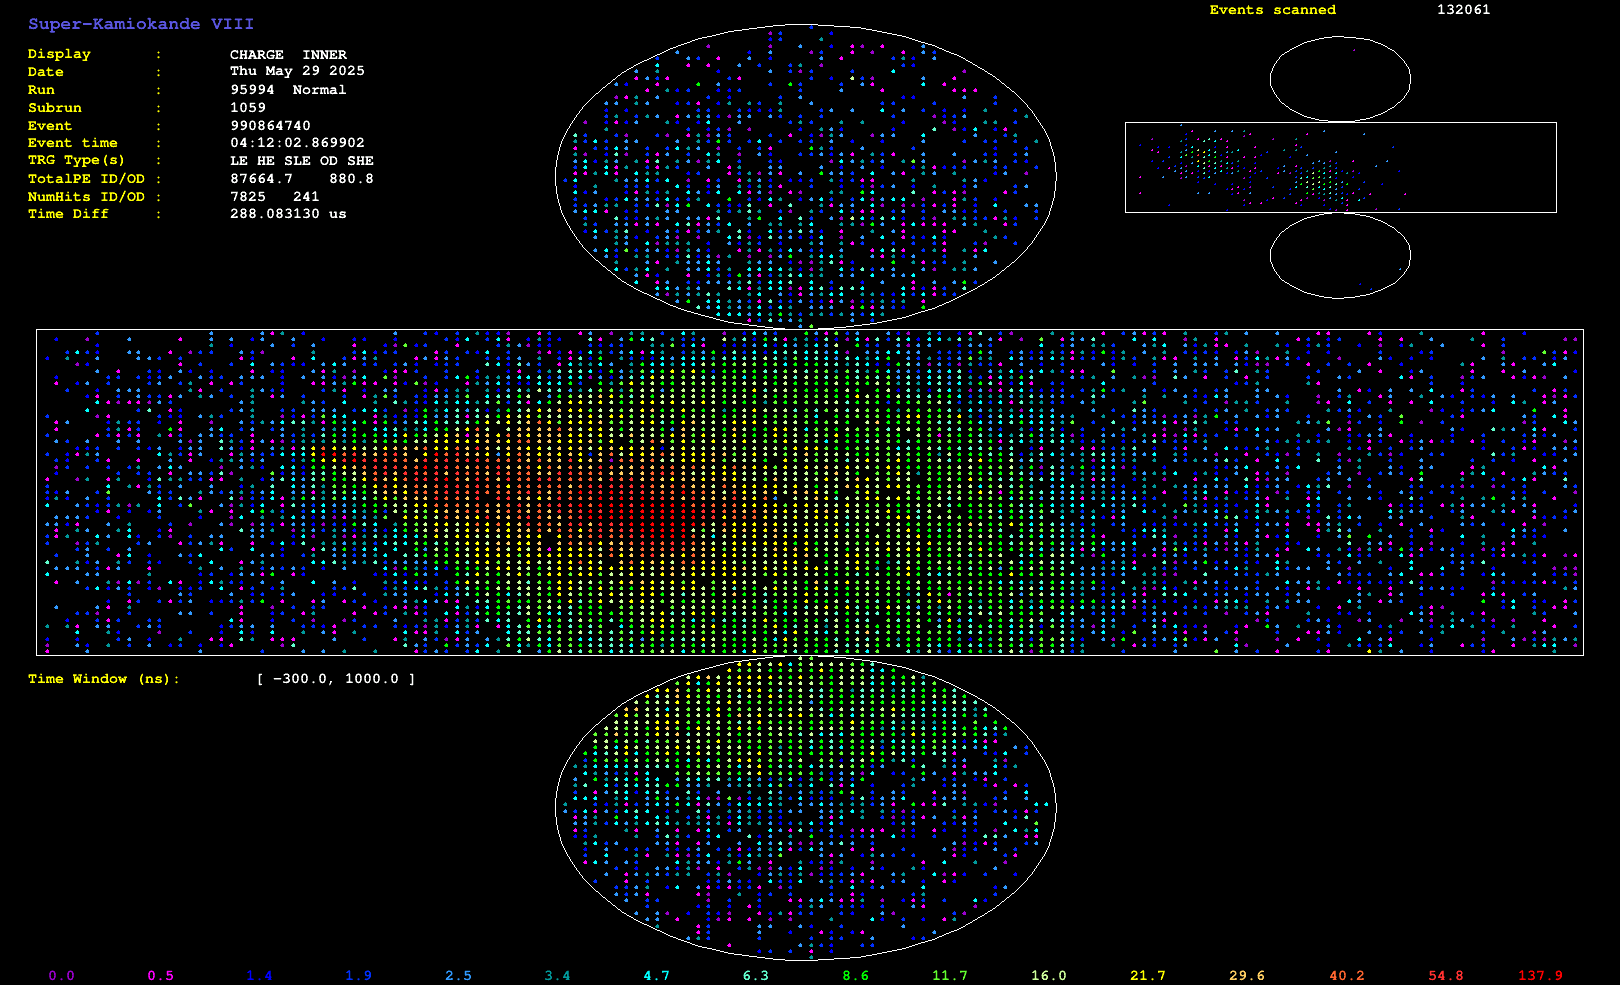 Super-Kamiokande VIII
Events scanned 132061
Display : CHARGE INNER
Date : Thu May 29 2025
Run : 95994 Normal
Subrun : 1059
Event : 990864740
Event time : 04:12:02.869902
TRG Type(s) : LE HE SLE OD SHE
TotalPE ID/OD : 87664.7 880.8
NumHits ID/OD : 7825 241
Time Diff : 288.083130 us
Time Window (ns): [ -300.0, 1000.0 ]
0.0 0.5 1.4 1.9 2.5 3.4 4.7 6.3 8.6 11.7 16.0 21.7 29.6 40.2 54.8 137.9